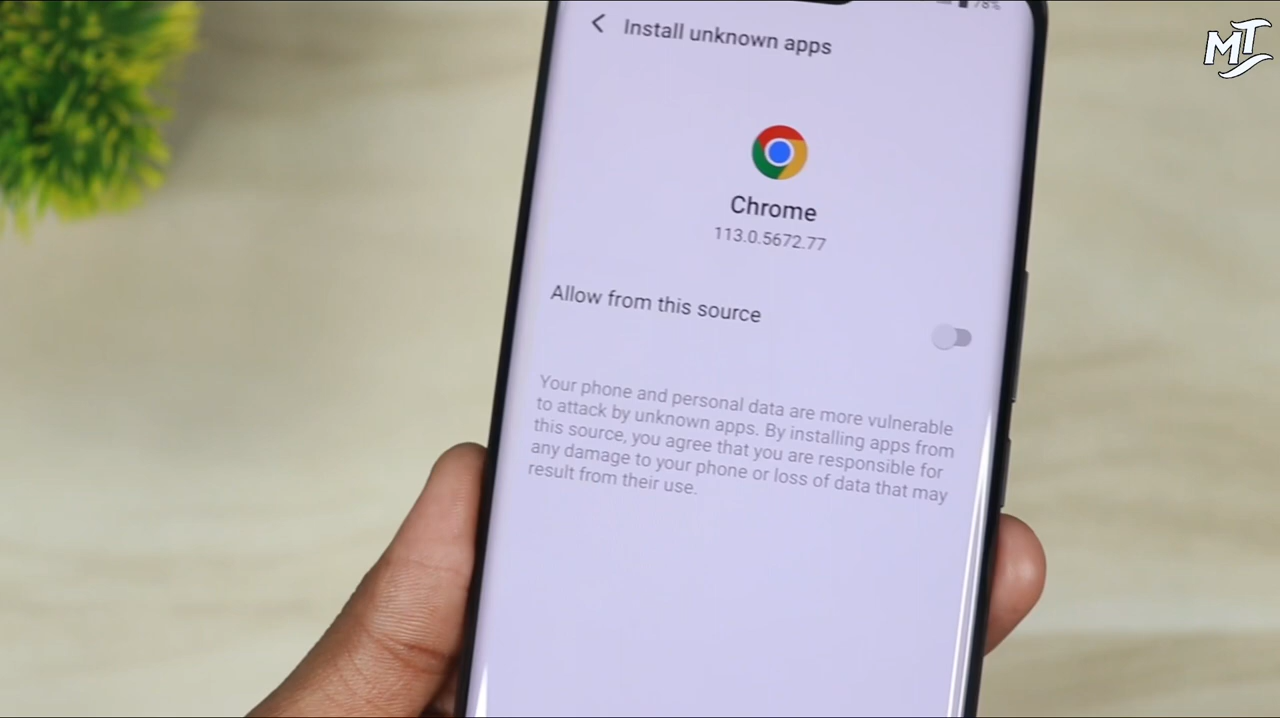 78%
Install unknown apps
MT
Chrome
113.0.5672.77
Allow from this source
Your phone and personal data are more vulnerable
to attack by unknown apps. By installing apps from
this source, you agree that you are responsible for
any damage to your phone or loss of data that may
result from their use.